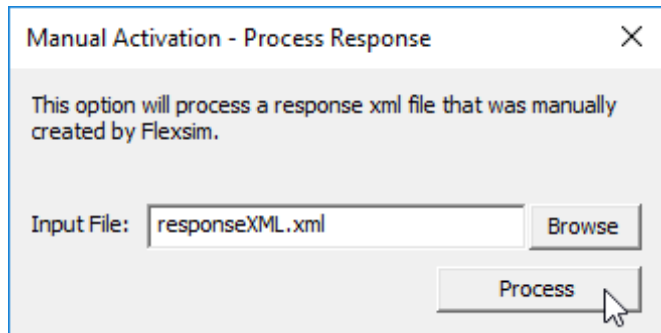 Manual Activation - Process Response
This option will process a response xml file that was manually
created by Flexsim.
Input File: responseXML.xml Browse
Process